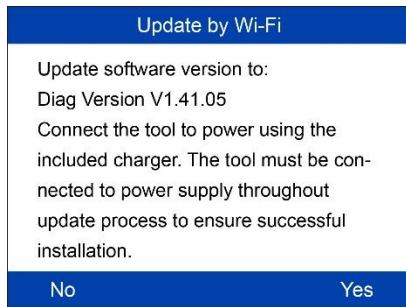 Update by Wi-Fi
Update software version to:
Diag Version V1.41.05
Connect the tool to power using the
included charger. The tool must be con-
nected to power supply throughout
update process to ensure successful
installation.
No
Yes